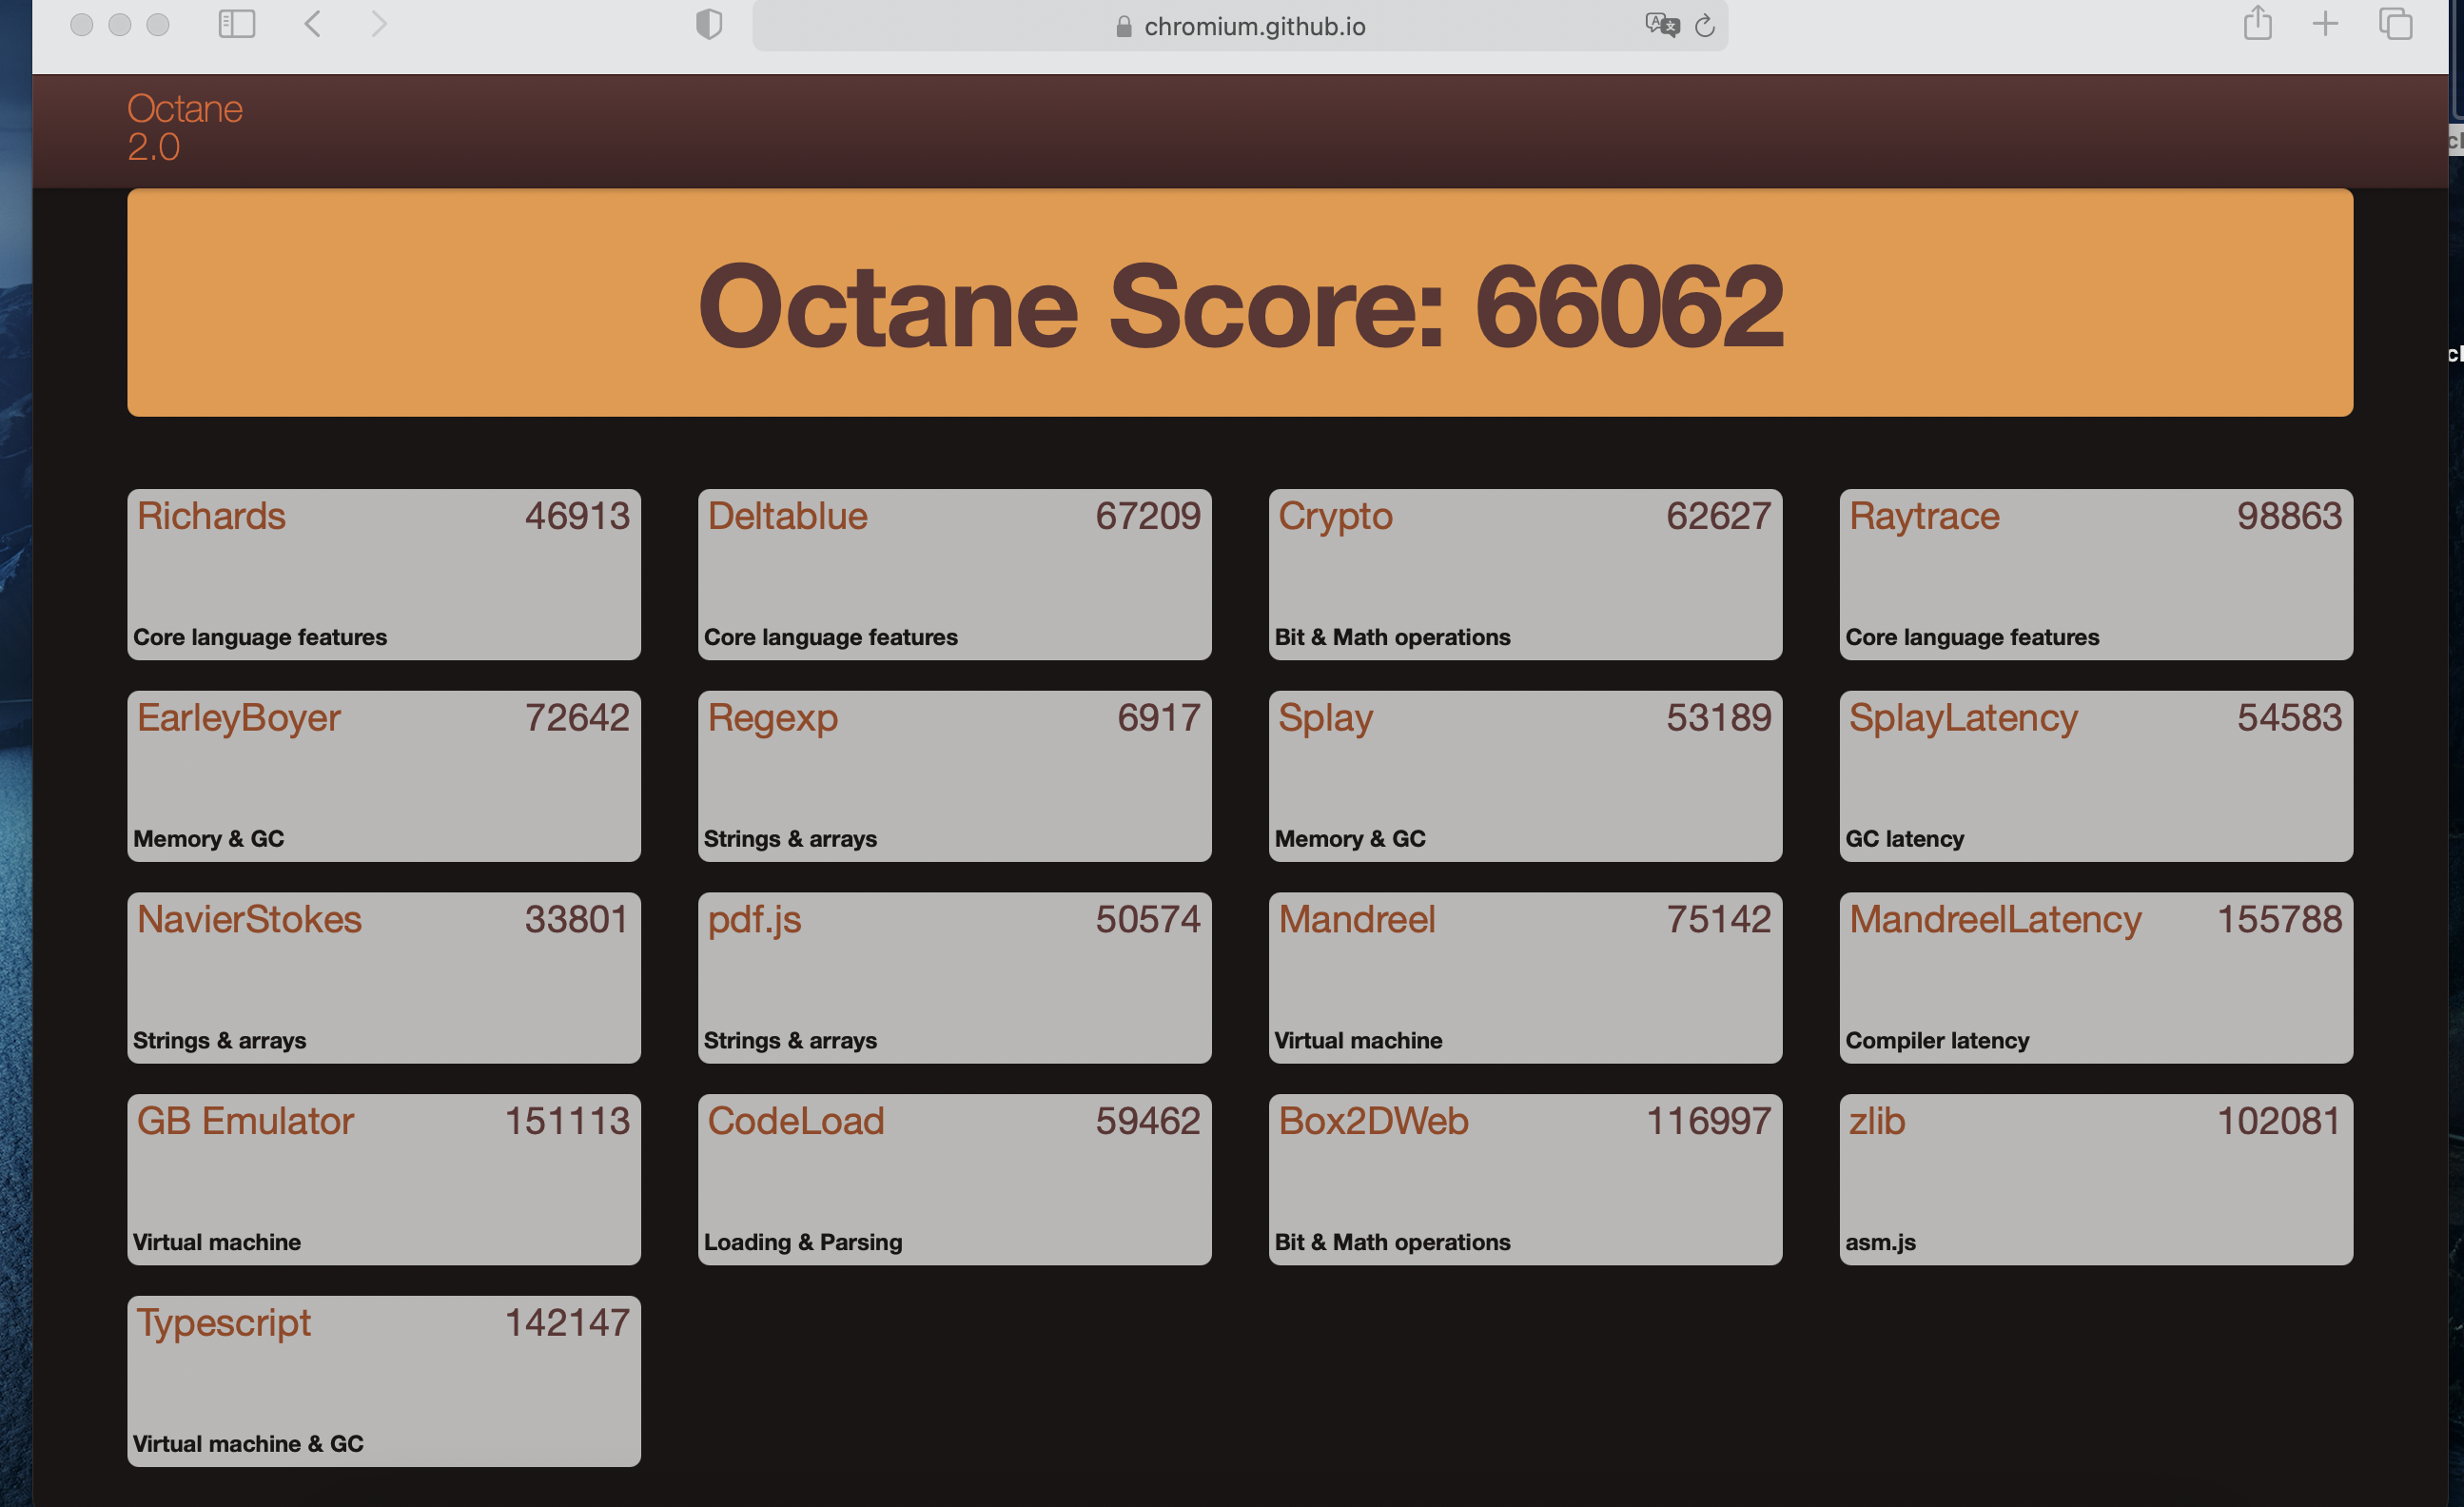 chromium.github.io
Octane
2.0
Octane Score: 66062
Richards 46913
Core language features
Deltablue 67209
Core language features
Crypto 62627
Bit & Math operations
Raytrace 98863
Core language features
EarleyBoyer 72642
Memory & GC
Regexp 6917
Strings & arrays
Splay 53189
Memory & GC
SplayLatency 54583
GC latency
NavierStokes 33801
Strings & arrays
pdf.js 50574
Strings & arrays
Mandreel 75142
Virtual machine
MandreelLatency 155788
Compiler latency
GB Emulator 151113
Virtual machine
CodeLoad 59462
Loading & Parsing
Box2DWeb 116997
Bit & Math operations
zlib 102081
asm.js
Typescript 142147
Virtual machine & GC